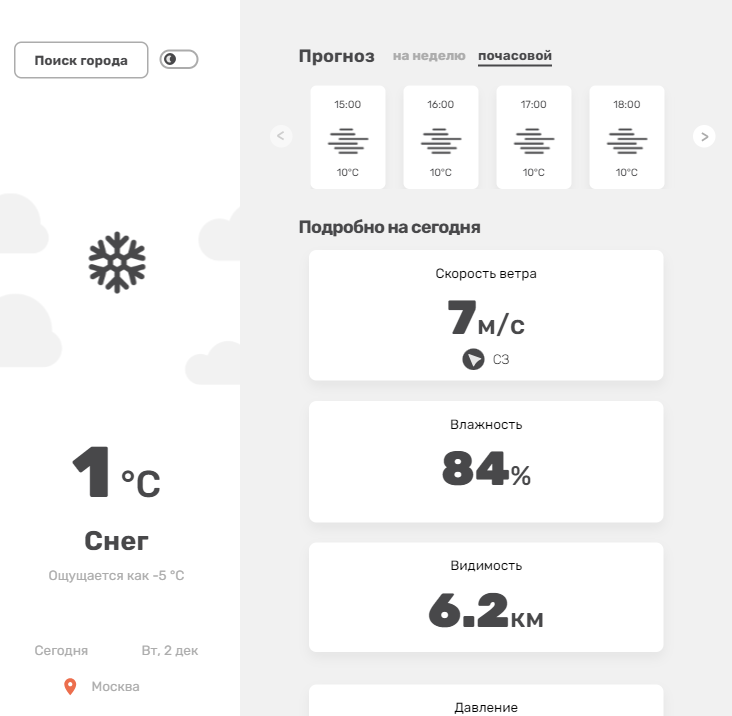 Поиск города
1 °C
Снег
Ощущается как -5 °C
Сегодня Вт, 2 дек
Москва
Прогноз на неделю почасовой
< 15:00 16:00 17:00 18:00 >
10°C 10°C 10°C 10°C
Подробно на сегодня
Скорость ветра
7м/с
СЗ
Влажность
84%
Видимость
6.2км
Давление